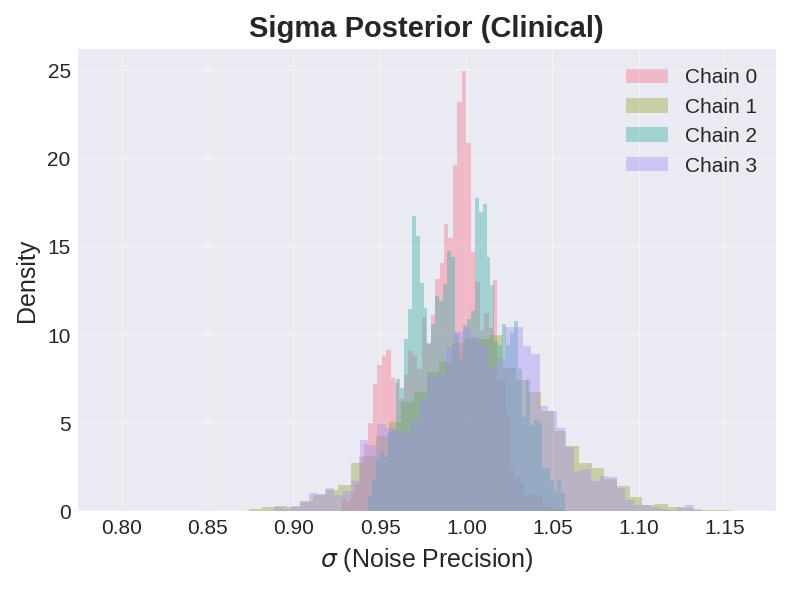 Sigma Posterior (Clinical)
25
20
15
10
5
0
Density
Chain 0
Chain 1
Chain 2
Chain 3
0.80 0.85 0.90 0.95 1.00 1.05 1.10 1.15
σ (Noise Precision)